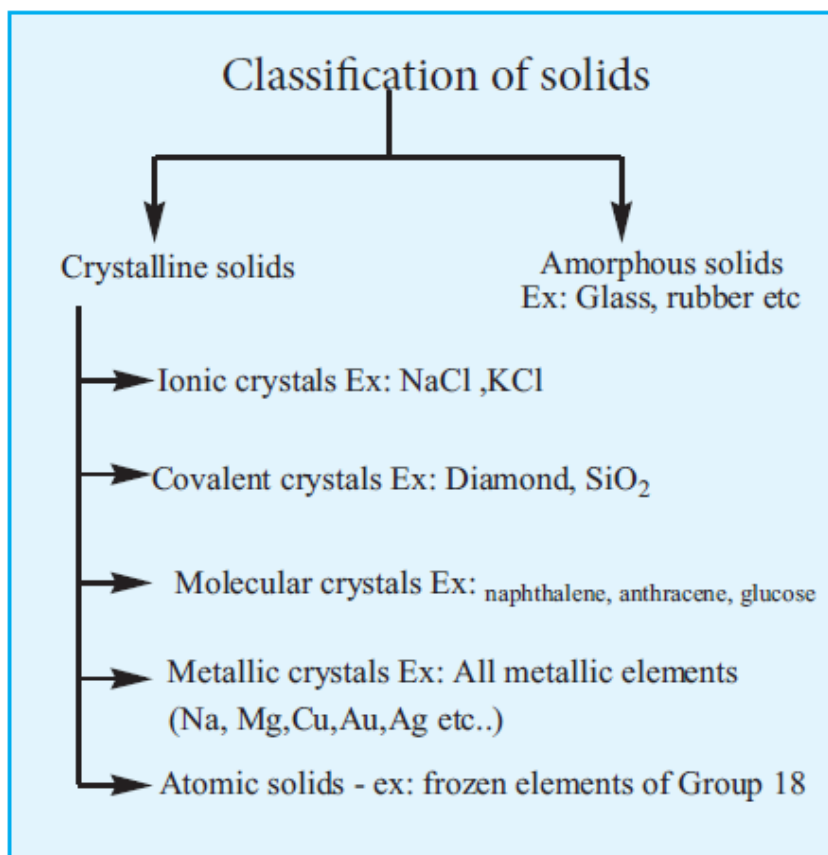 Classification of solids
Crystalline solids
Amorphous solids
Ex: Glass, rubber etc
Ionic crystals Ex: NaCl ,KCl
Covalent crystals Ex: Diamond, SiO₂
Molecular crystals Ex: naphthalene, anthracene, glucose
Metallic crystals Ex: All metallic elements
(Na, Mg,Cu,Au,Ag etc..)
Atomic solids - ex: frozen elements of Group 18